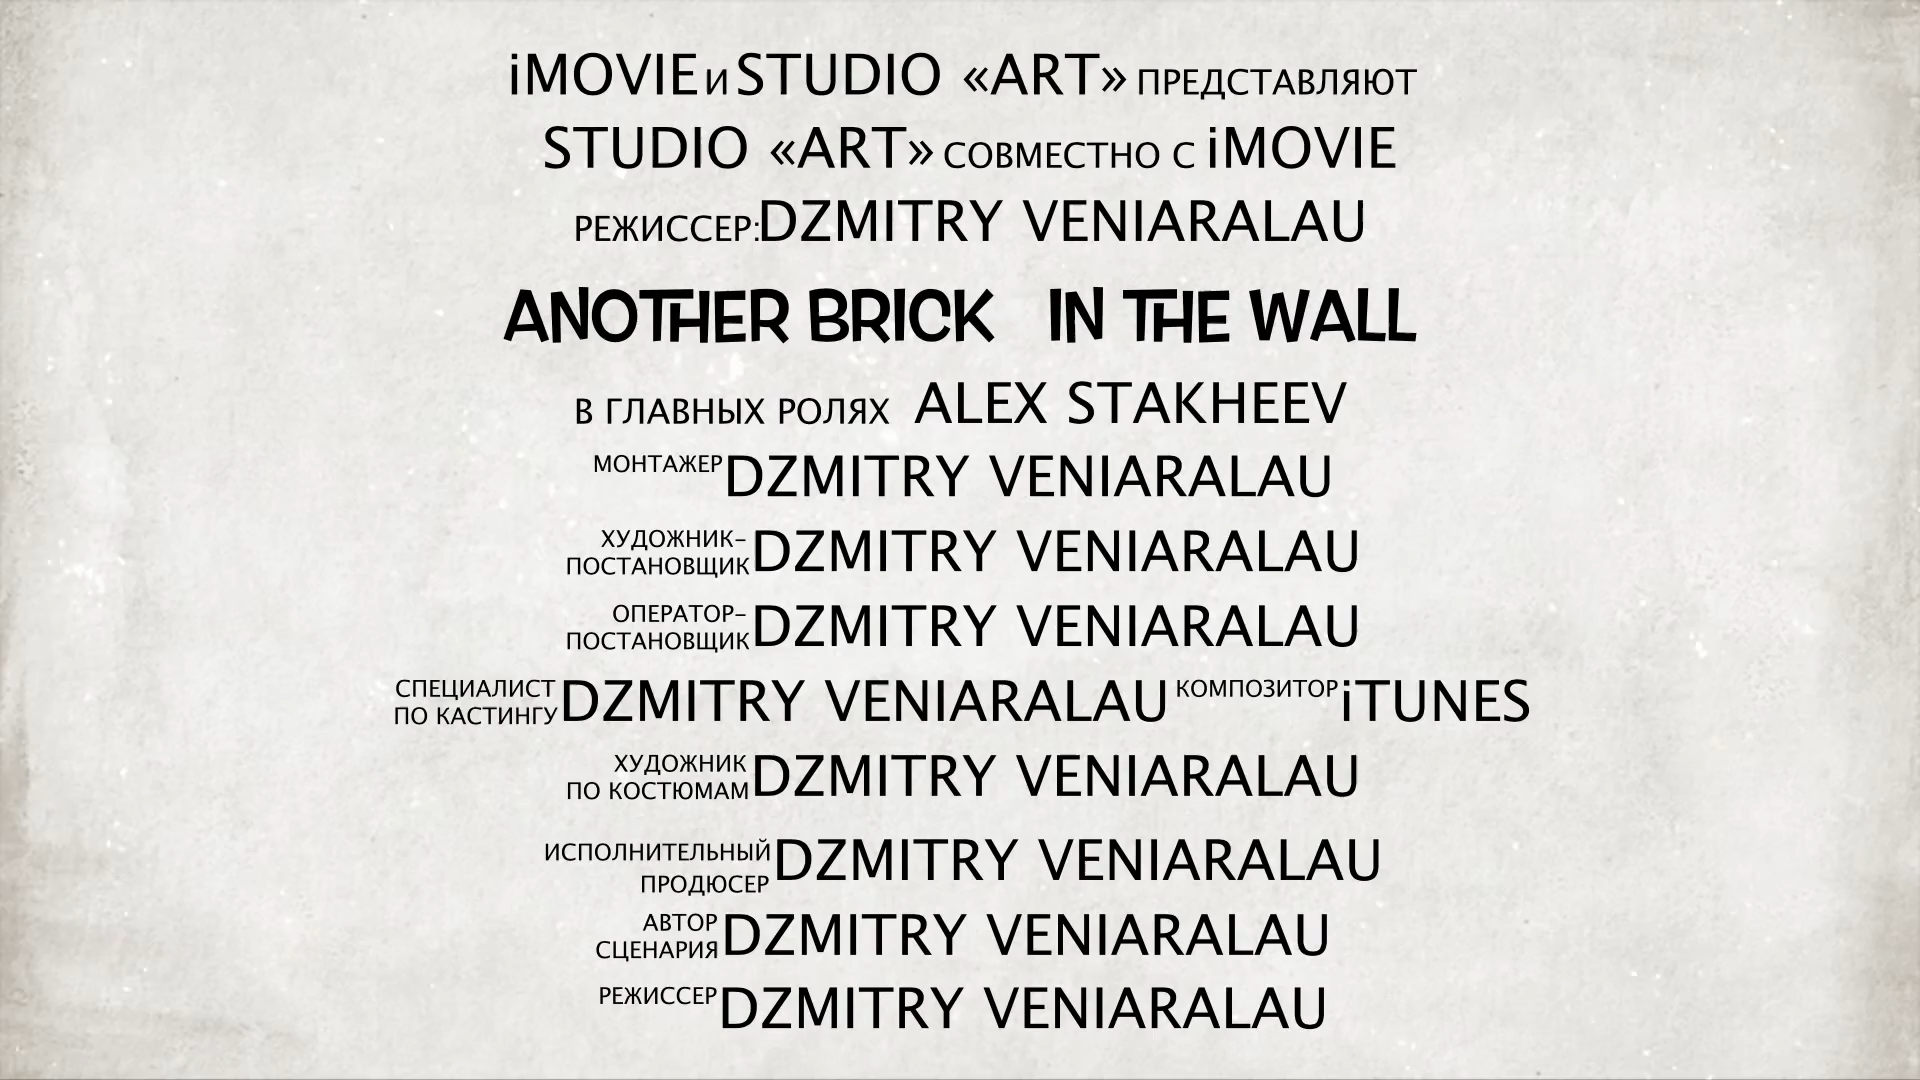 iMOVIE И STUDIO «ART» ПРЕДСТАВЛЯЮТ
STUDIO «ART» СОВМЕСТНО С iMOVIE
РЕЖИССЕР: DZMITRY VENIARALAU
ANOTHER BRICK IN THE WALL
В ГЛАВНЫХ РОЛЯХ ALEX STAKHEEV
МОНТАЖЕР DZMITRY VENIARALAU
ХУДОЖНИК-
ПОСТАНОВЩИК DZMITRY VENIARALAU
ОПЕРАТОР-
ПОСТАНОВЩИК DZMITRY VENIARALAU
СПЕЦИАЛИСТ
ПО КАСТИНГУ DZMITRY VENIARALAU КОМПОЗИТОР iTUNES
ХУДОЖНИК
ПО КОСТЮМАМ DZMITRY VENIARALAU
ИСПОЛНИТЕЛЬНЫЙ
ПРОДЮСЕР DZMITRY VENIARALAU
АВТОР
СЦЕНАРИЯ DZMITRY VENIARALAU
РЕЖИССЕР DZMITRY VENIARALAU